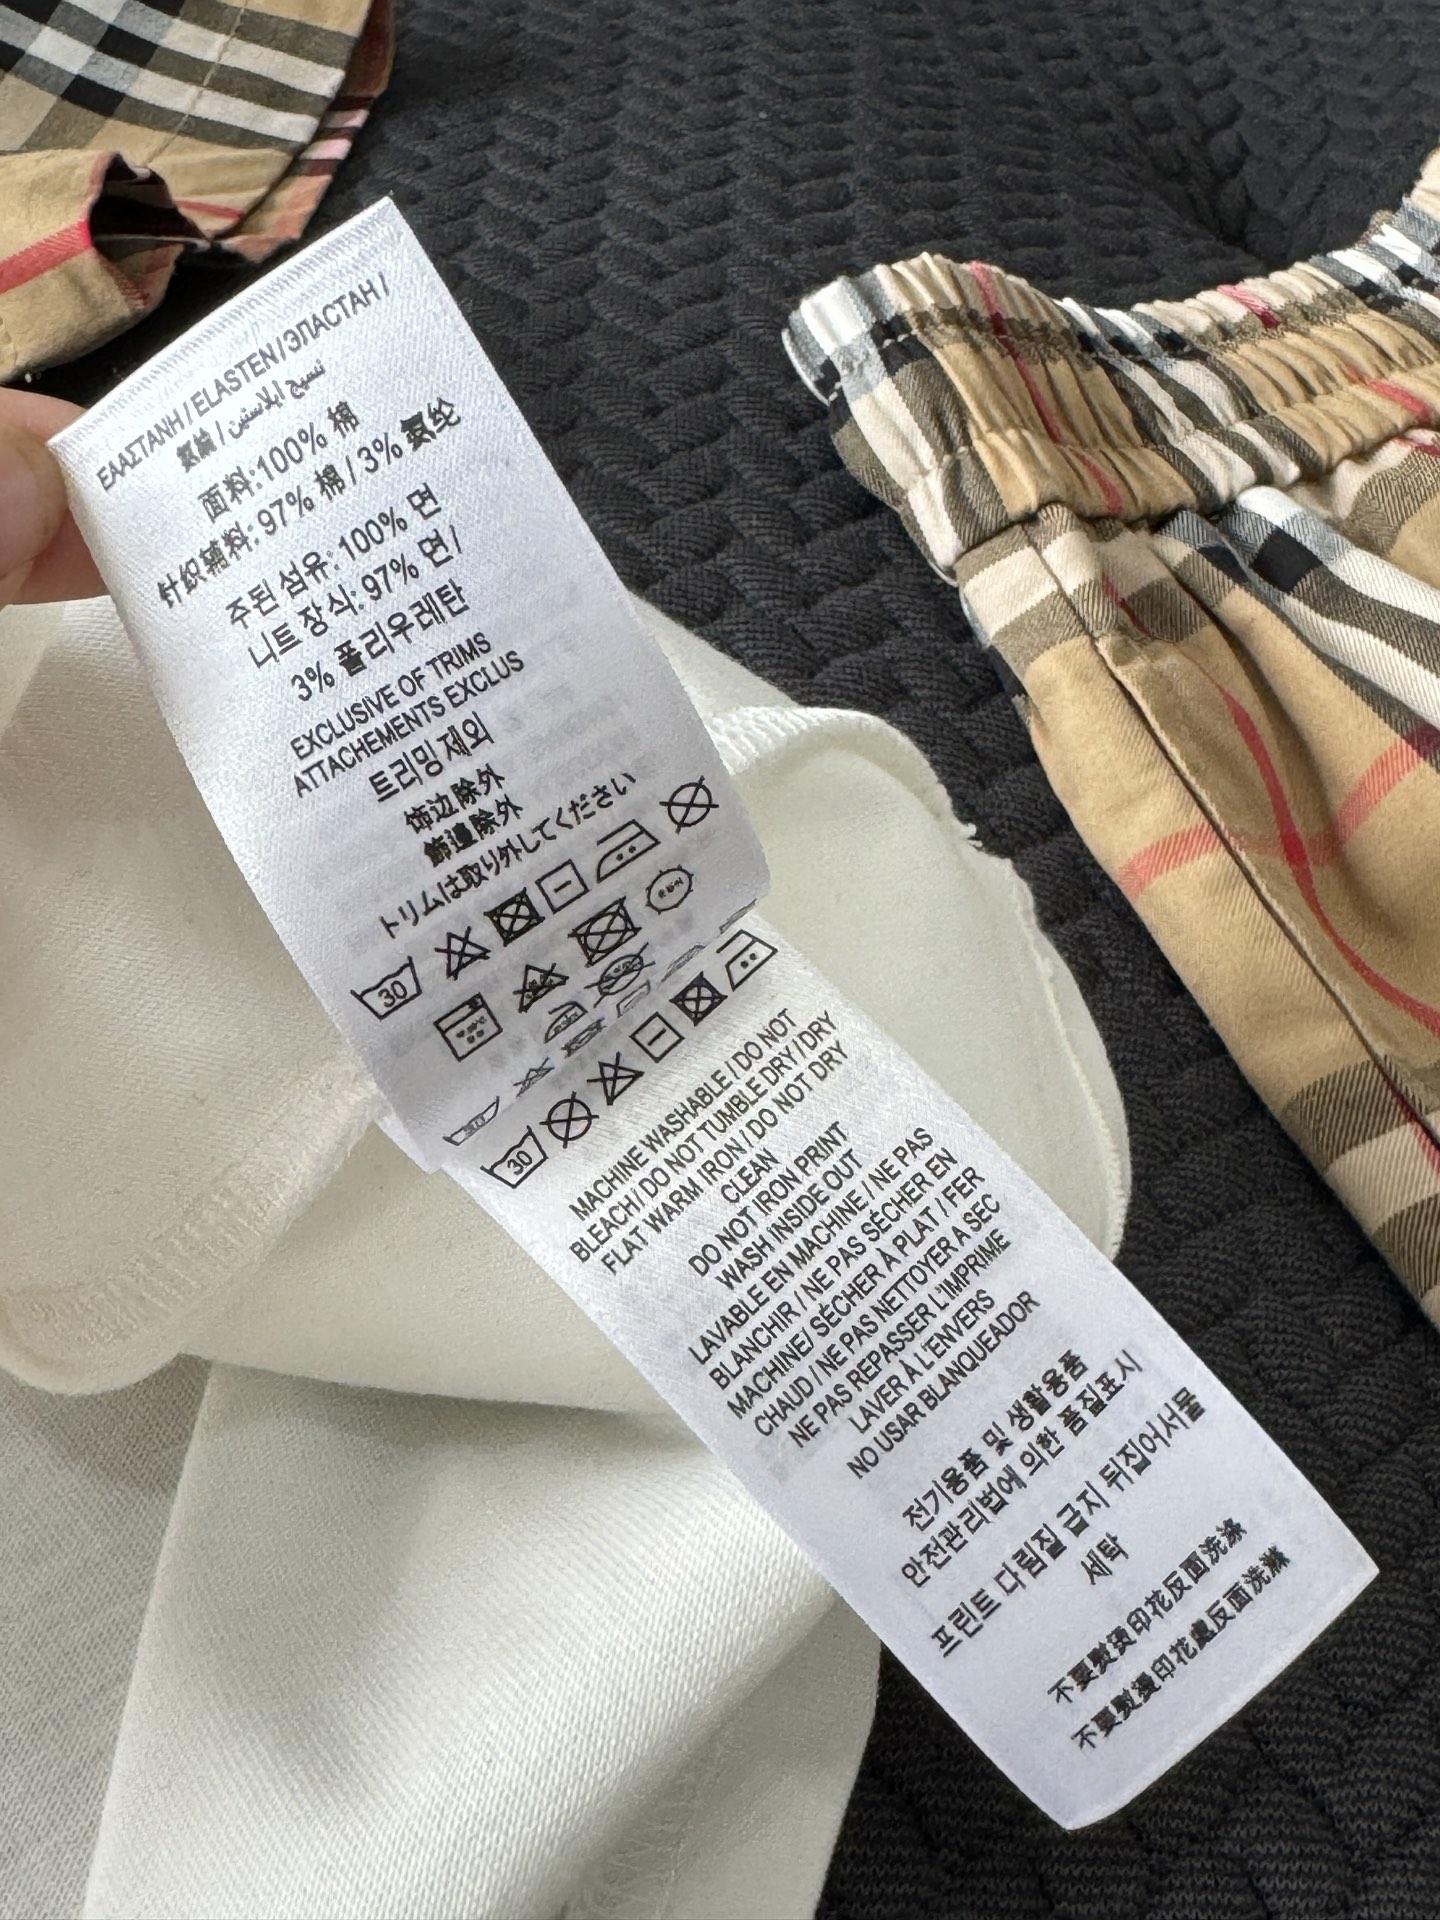 ΕΛΑΣΤΑΝΗ / ELASTEN / ЭЛАСТАН /
氨綸 / نسيج إيلاستين
面料:100% 棉
针织辅料: 97% 棉 / 3% 氨纶
주된 섬유: 100% 면
니트 장식: 97% 면 /
3% 폴리우레탄
EXCLUSIVE OF TRIMS
ATTACHEMENTS EXCLUS
트리밍 제외
饰边除外
飾邊除外
トリムは取り外してください
30
30
MACHINE WASHABLE / DO NOT
BLEACH / DO NOT TUMBLE DRY / DRY
FLAT WARM IRON / DO NOT DRY
CLEAN
DO NOT IRON PRINT
WASH INSIDE OUT
LAVABLE EN MACHINE / NE PAS
BLANCHIR / NE PAS SÉCHER EN
MACHINE/ SÉCHER À PLAT / FER
CHAUD / NE PAS NETTOYER A SEC
NE PAS REPASSER L'IMPRIME
LAVER À L'ENVERS
NO USAR BLANQUEADOR
전기용품 및 생활용품
안전관리법에 의한 품질표시
프린트 다림질 금지 뒤집어서물
세탁
不要熨烫印花反面洗涤
不要熨燙印花處反面洗滌